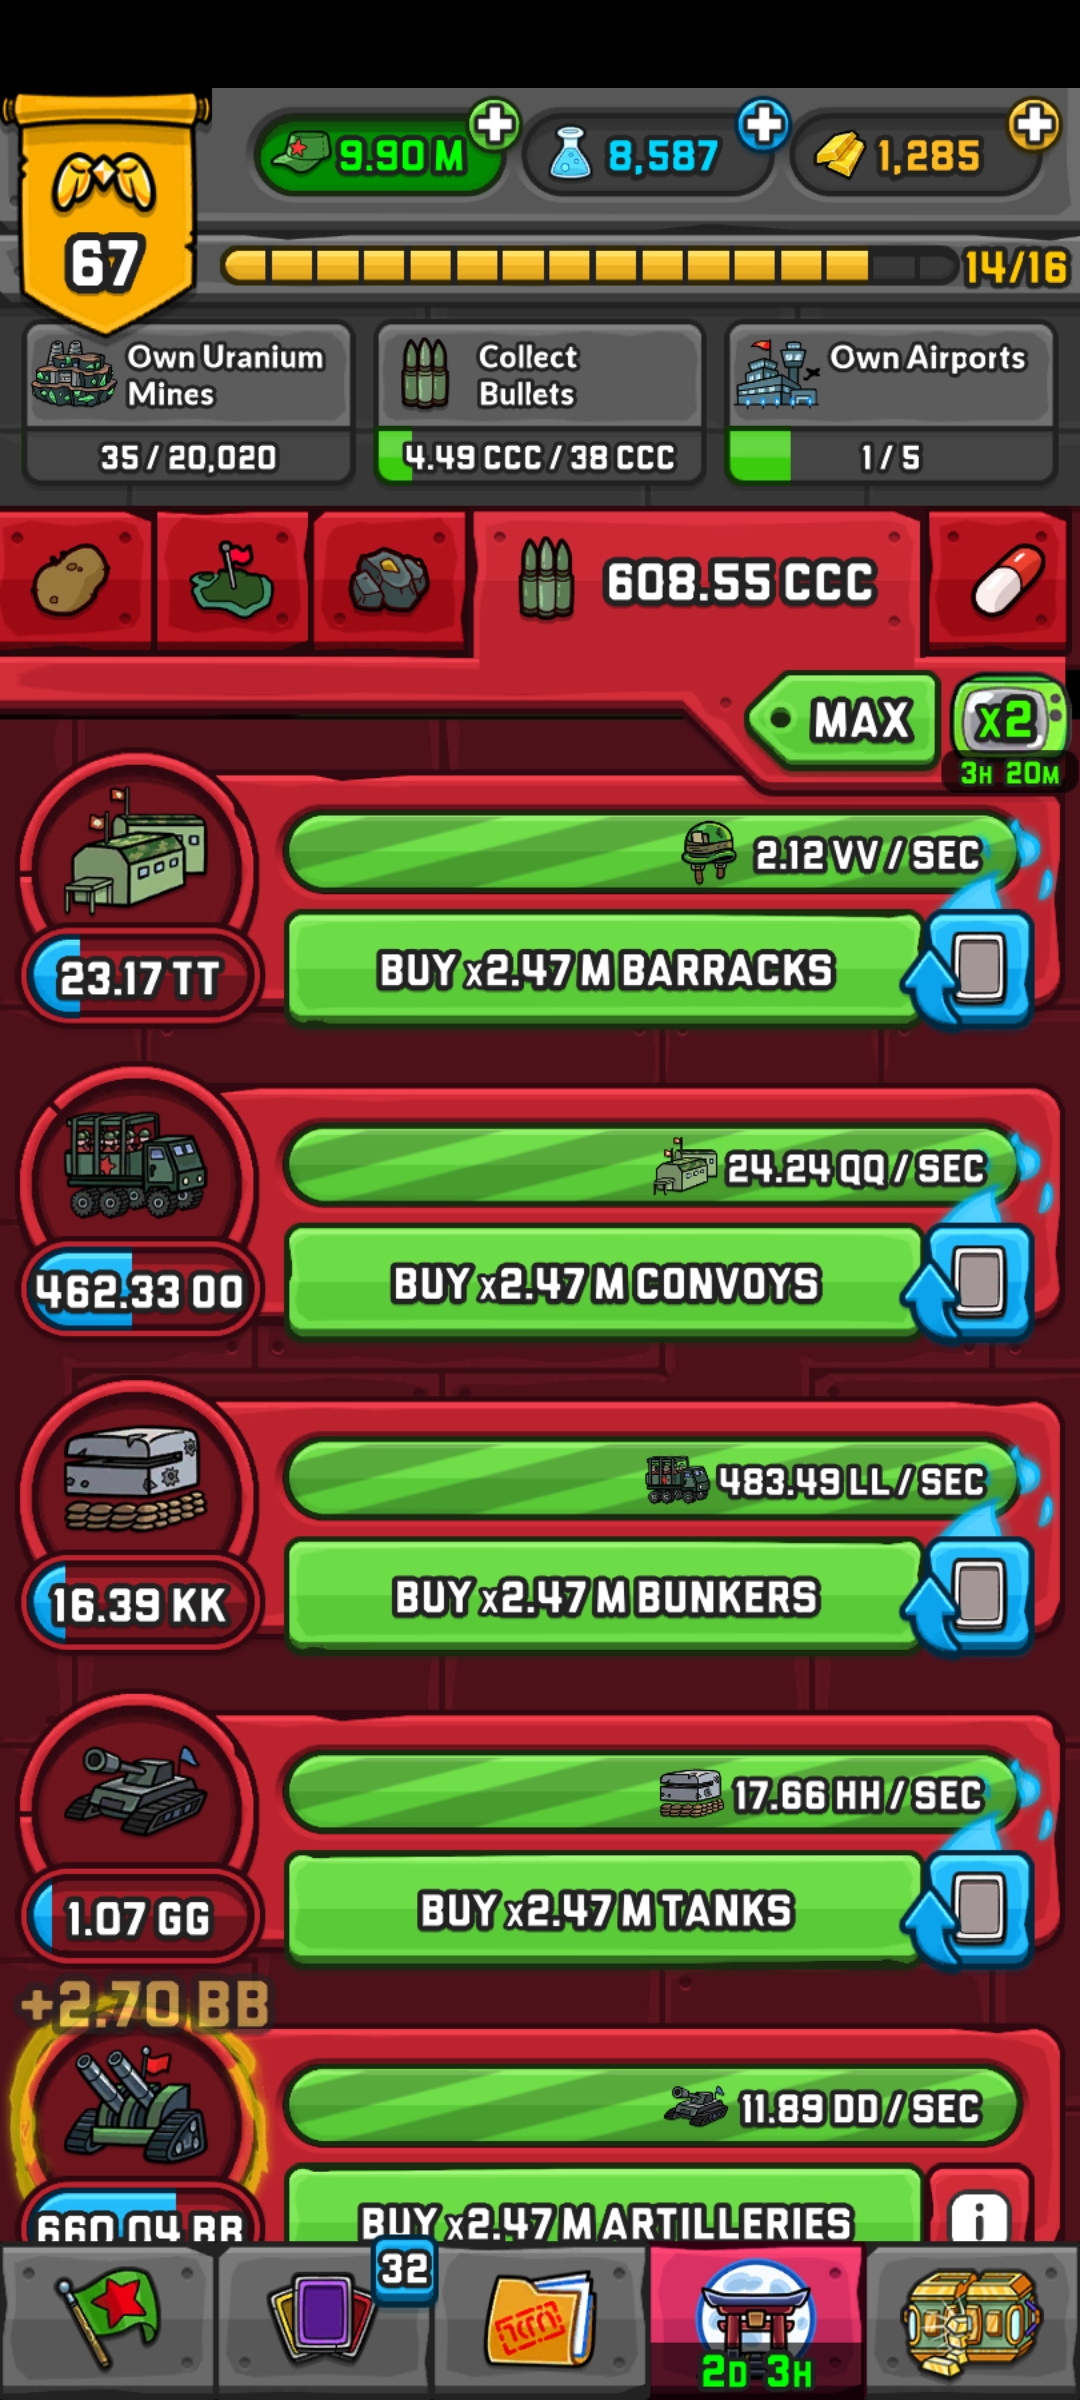 9.90 M
8,587
1,285
67
14/16
Own Uranium
Mines
35 / 20,020
Collect
Bullets
4.49 CCC / 38 CCC
Own Airports
1 / 5
608.55 CCC
MAX
x2
3H 20M
2.12 VV / SEC
23.17 TT
BUY x2.47 M BARRACKS
24.24 QQ / SEC
462.33 OO
BUY x2.47 M CONVOYS
483.49 LL / SEC
16.39 KK
BUY x2.47 M BUNKERS
17.66 HH / SEC
1.07 GG
BUY x2.47 M TANKS
+2.70 BB
11.89 DD / SEC
660.04 BB
BUY x2.47 M ARTILLERIES
i
32
2D 3H